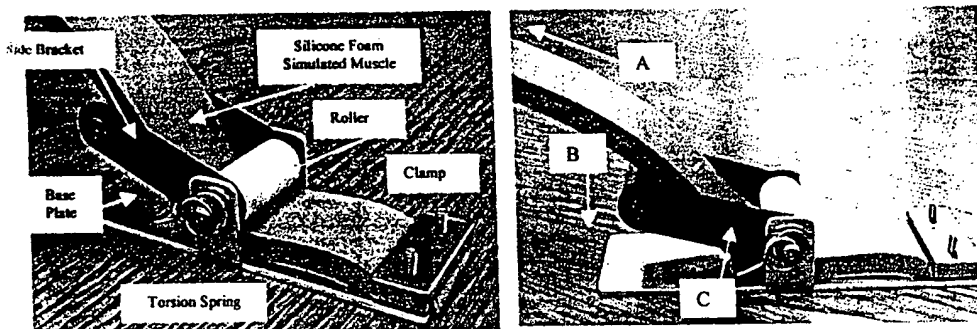 Side Bracket
Silicone Foam
Simulated Muscle
Roller
Clamp
Base
Plate
Torsion Spring
A
B
C